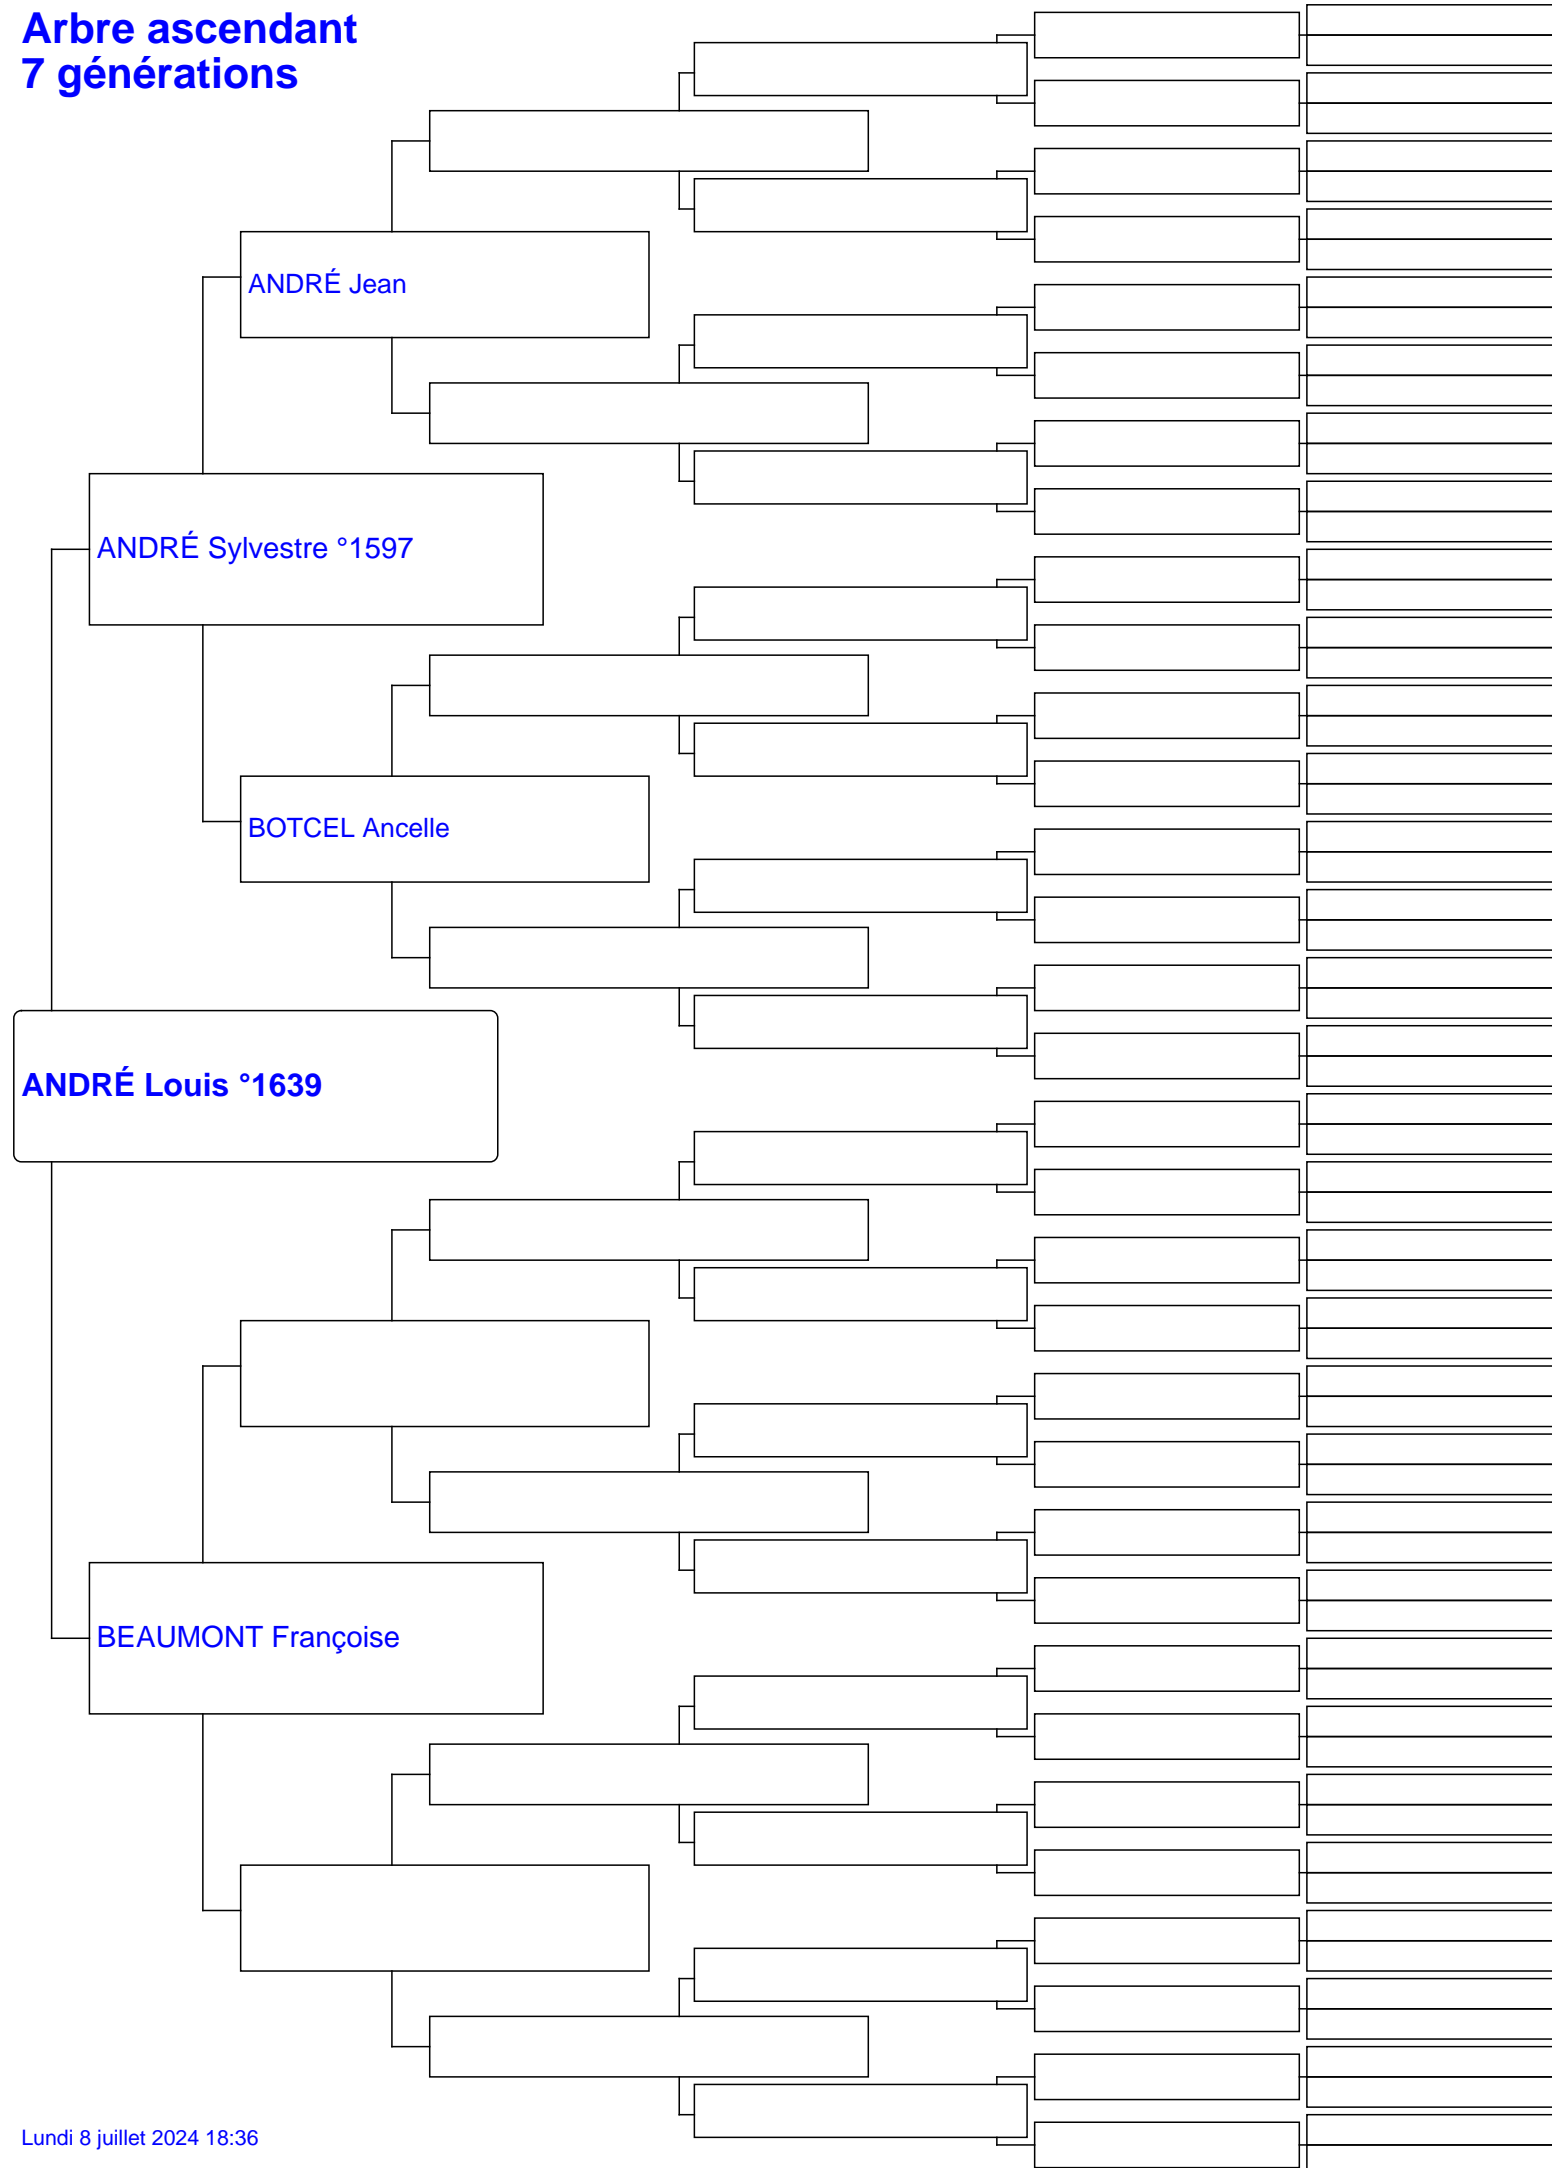 Arbre ascendant
7 générations
ANDRÉ Jean
ANDRÉ Sylvestre °1597
BOTCEL Ancelle
ANDRÉ Louis °1639
BEAUMONT Françoise
Lundi 8 juillet 2024 18:36